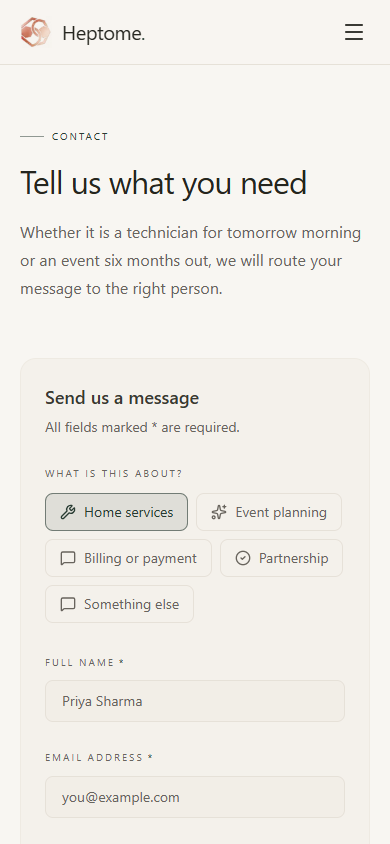 Heptome.
CONTACT
Tell us what you need
Whether it is a technician for tomorrow morning
or an event six months out, we will route your
message to the right person.
Send us a message
All fields marked * are required.
WHAT IS THIS ABOUT?
Home services
Event planning
Billing or payment
Partnership
Something else
FULL NAME *
Priya Sharma
EMAIL ADDRESS *
you@example.com